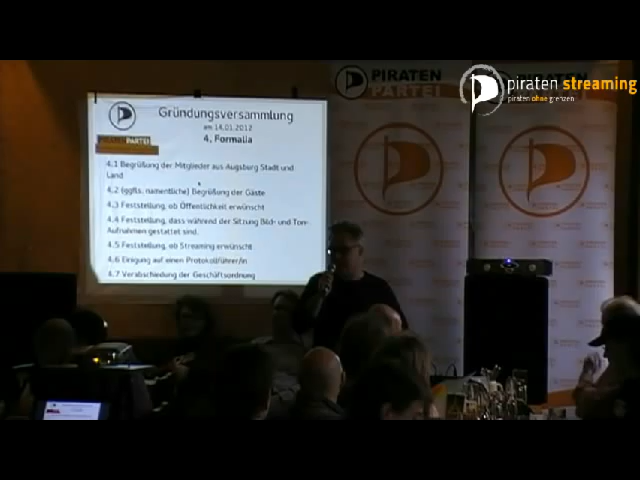 Gründungsversammlung
am 14.01.2012
PIRATENPARTEI
4. Formalia
4.1 Begrüßung der Mitglieder aus Augsburg Stadt und
Land
4.2 (ggfls. namentliche) Begrüßung der Gäste
4.3 Feststellung, ob Öffentlichkeit erwünscht
4.4 Feststellung, dass während der Sitzung Bild- und Ton-
Aufnahmen gestattet sind.
4.5 Feststellung, ob Streaming erwünscht
4.6 Einigung auf einen Protokollführer/in
4.7 Verabschiedung der Geschäftsordnung
PIRATEN
PARTEI
PIRATEN
piraten streaming
piraten ohne grenzen